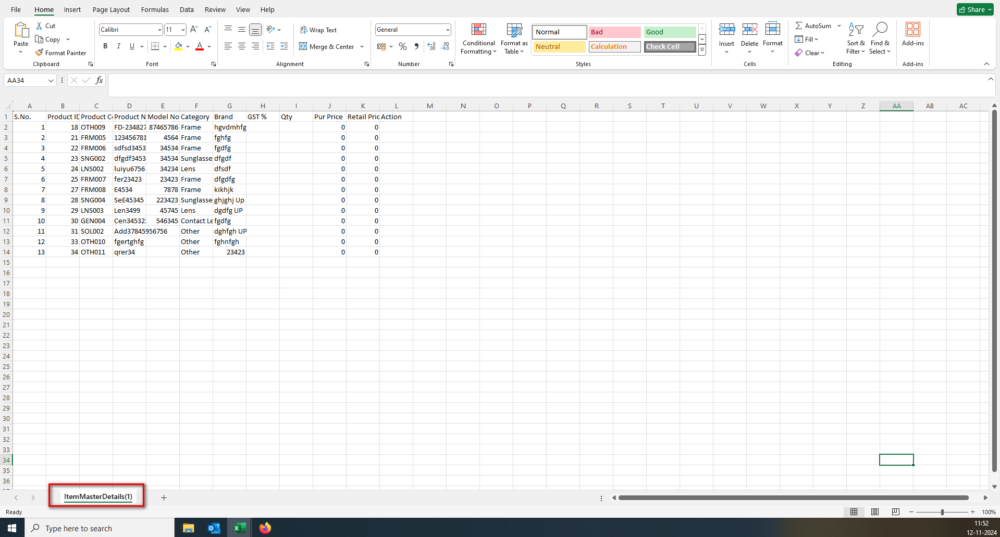 File Home Insert Page Layout Formulas Data Review View Help Share
Paste Cut Copy Format Painter Clipboard
Calibri 11 B I U A Font
Wrap Text Merge & Center Alignment
General % Number
Conditional Formatting Format as Table
Normal Bad Good
Neutral Calculation Check Cell
Styles
Insert Delete Format Cells
AutoSum Fill Clear Sort & Filter Find & Select Editing
Add-ins Add-ins
AA34 fx
A B C D E F G H I J K L M N O P Q R S T U V W X Y Z AA AB AC
1 S.No. Product ID Product Co Product N Model No Category Brand GST % Qty Pur Price Retail Pric Action
2 1 18 OTH009 FD-234827 87465786 Frame hgvdmhfg 0 0
3 2 21 FRM005 123456781 4564 Frame fghfg 0 0
4 3 22 FRM006 sdfsd3453 34534 Frame fgdfg 0 0
5 4 23 SNG002 dfgdf3453 34534 Sunglasse dfgdf 0 0
6 5 24 LNS002 luiyu6756 34234 Lens dfsdf 0 0
7 6 25 FRM007 fer23423 23423 Frame dfgdfg 0 0
8 7 27 FRM008 E4534 7878 Frame kikhjk 0 0
9 8 28 SNG004 SeE45345 223423 Sunglasse ghjghj Up 0 0
10 9 29 LNS003 Len3499 45745 Lens dgdfg UP 0 0
11 10 30 GEN004 Cen34532 546345 Contact Le fgdfg 0 0
12 11 31 SOL002 Add37845956756 Other dghfgh UP 0 0
13 12 33 OTH010 fgertghfg Other fghnfgh 0 0
14 13 34 OTH011 qrer34 Other 23423 0 0
15
16
17
18
19
20
21
22
23
24
25
26
27
28
29
30
31
32
33
34
35
36
ItemMasterDetails(1)
Ready 100%
Type here to search
11:52
12-11-2024